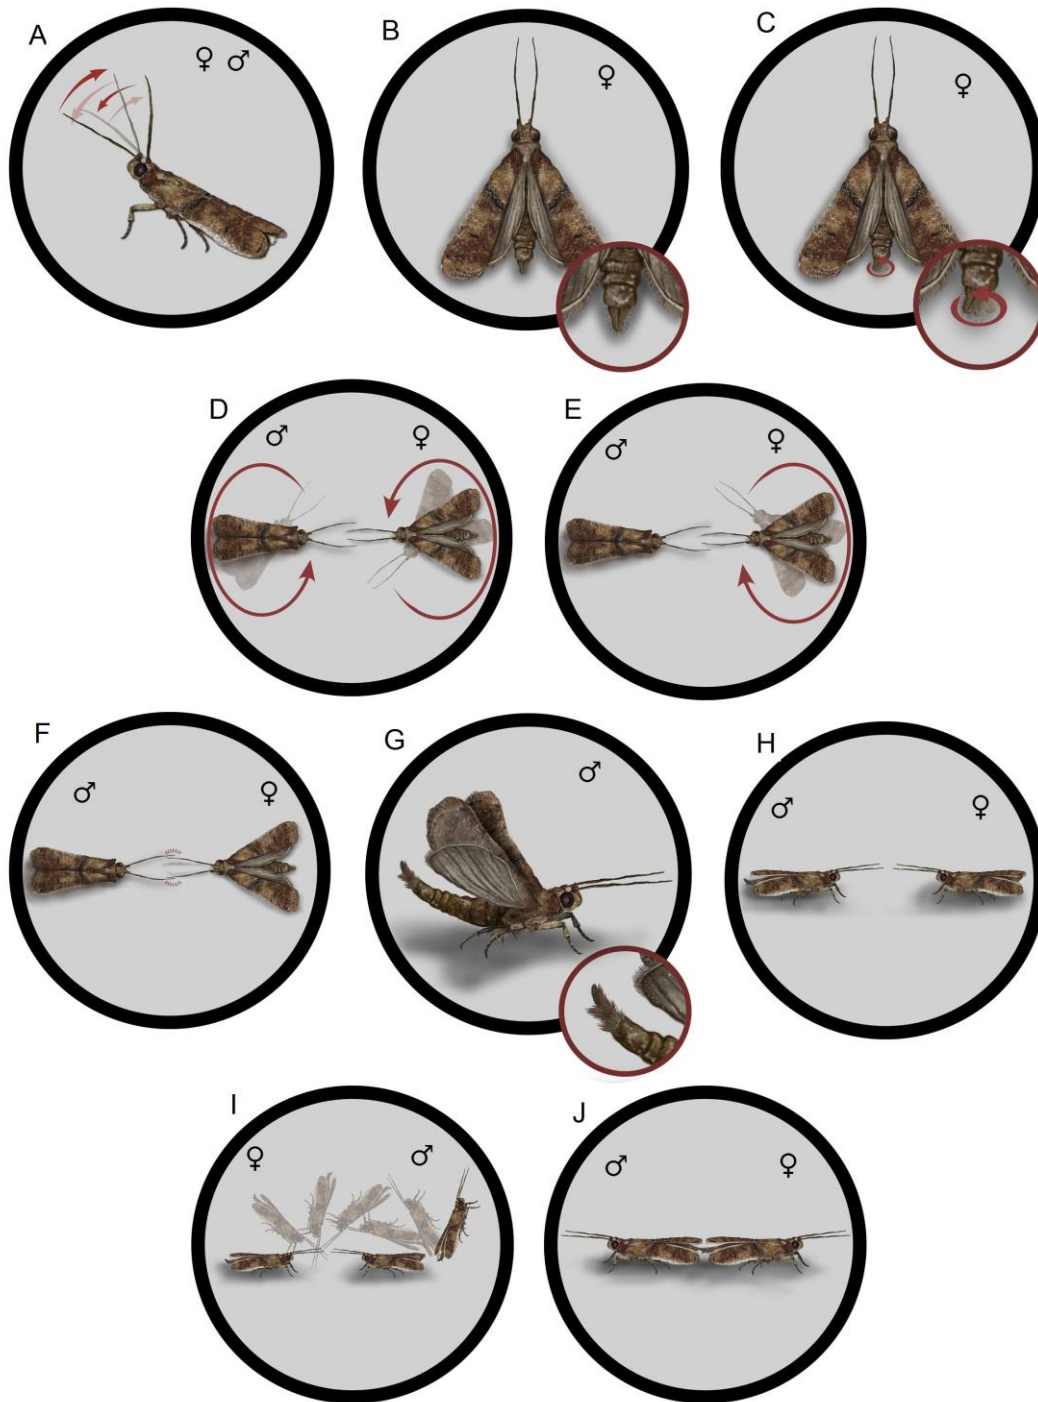 A ♀ ♂
B ♀
C ♀
D ♂ ♀
E ♂ ♀
F ♂ ♀
G ♂
H ♂ ♀
I ♀ ♂
J ♂ ♀